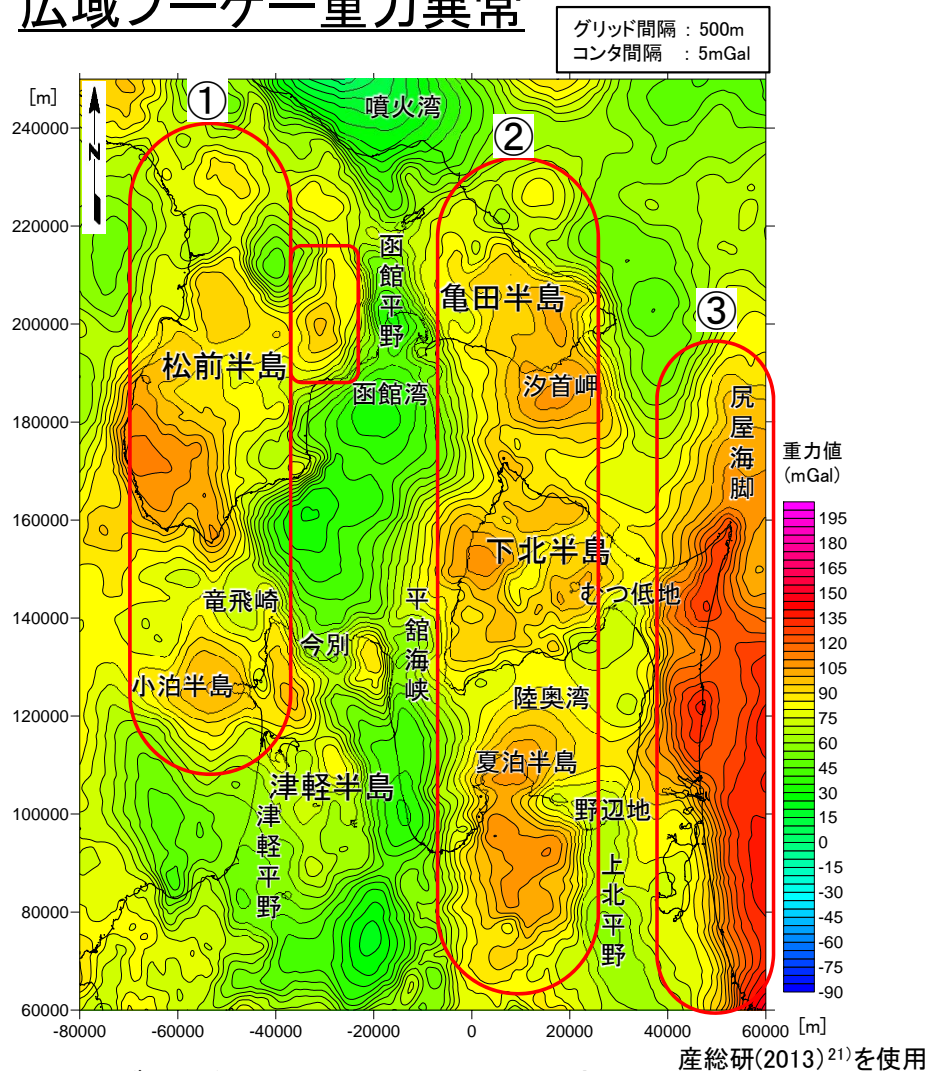 広域ブーゲー重力異常
グリッド間隔 : 500m
コンタ間隔 : 5mGal
[m]
240000
220000
200000
180000
160000
140000
120000
100000
80000
60000
N
①
噴火湾
②
函館平野
亀田半島
③
松前半島
函館湾
汐首岬
尻屋海脚
下北半島
むつ低地
竜飛崎
平舘海峡
今別
小泊半島
陸奥湾
夏泊半島
津軽半島
野辺地
津軽平野
上北平野
重力値
(mGal)
195
180
165
150
135
120
105
90
75
60
45
30
15
0
-15
-30
-45
-60
-75
-90
-80000 -60000 -40000 -20000 0 20000 40000 60000 [m]
産総研(2013)21)を使用